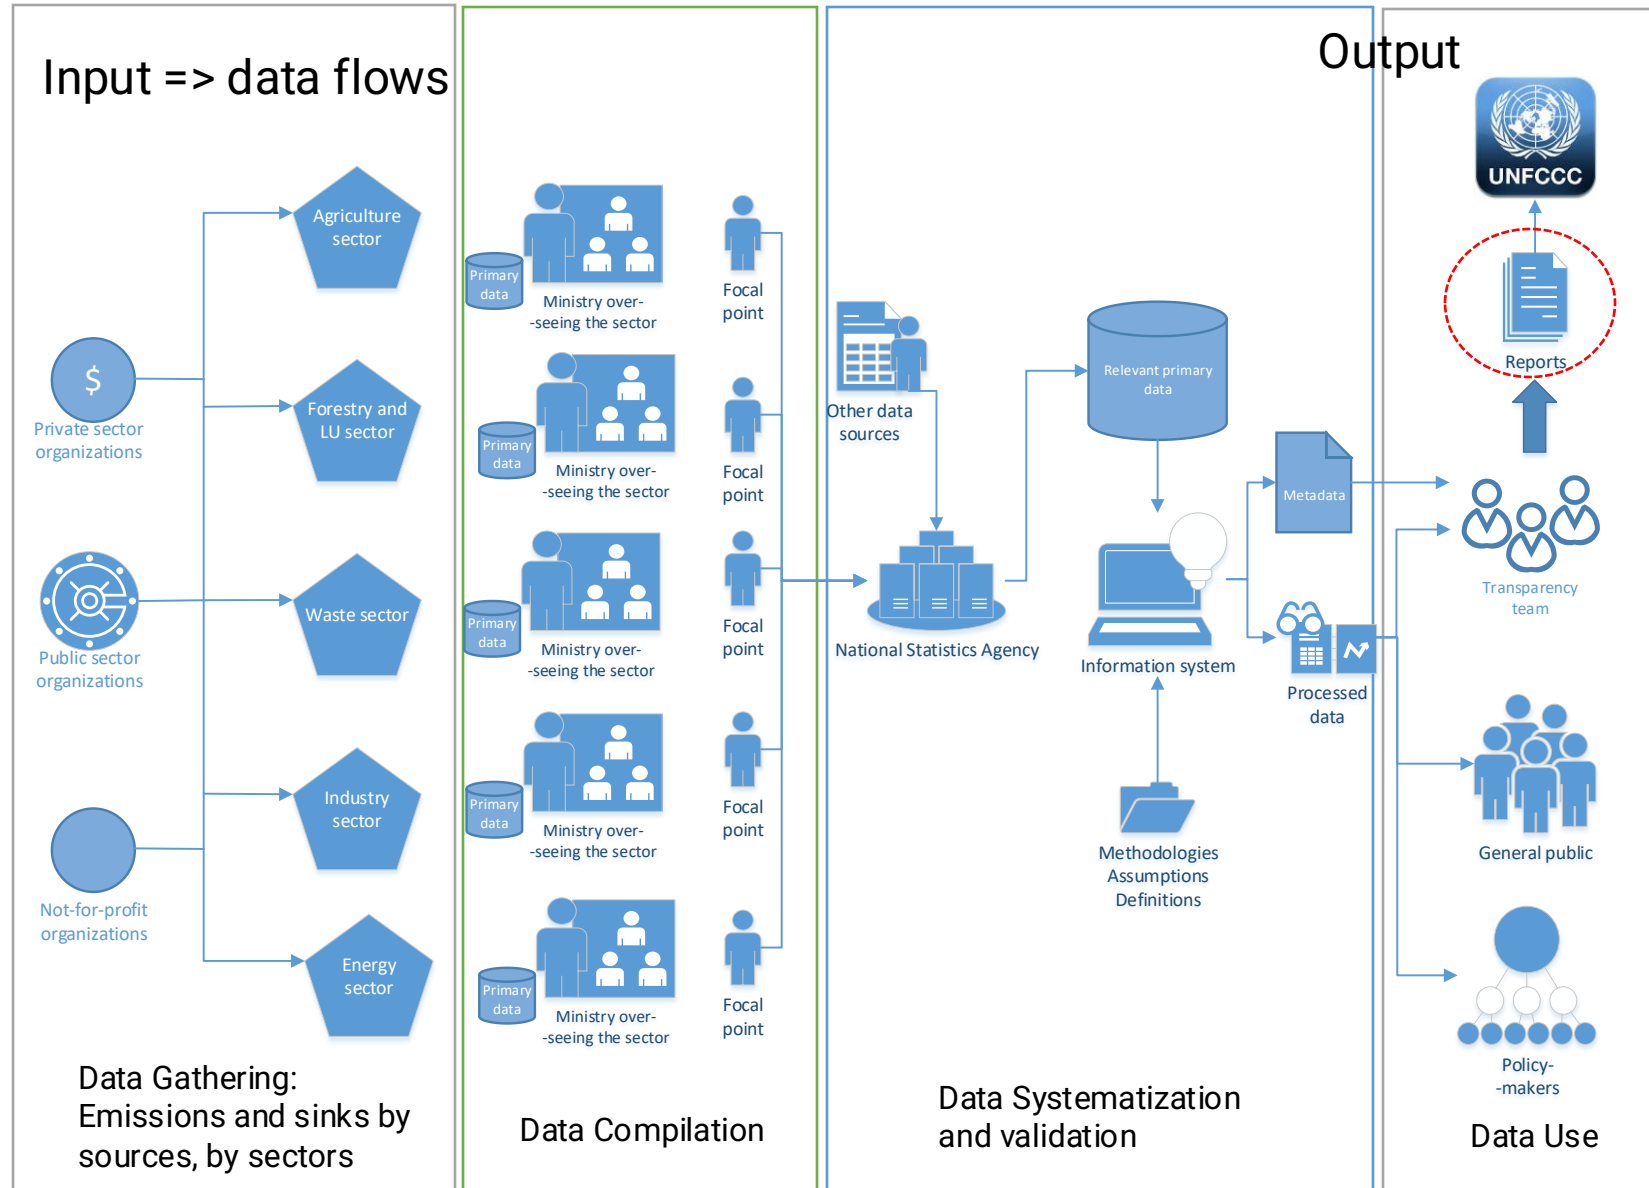 Input => data flows
Agriculture
sector
$
Private sector
organizations
Forestry and
LU sector
Public sector
organizations
Waste sector
Industry
sector
Not-for-profit
organizations
Energy
sector
Data Gathering:
Emissions and sinks by
sources, by sectors
Primary
data
Ministry over-
-seeing the sector
Focal
point
Primary
data
Ministry over-
-seeing the sector
Focal
point
Primary
data
Ministry over-
-seeing the sector
Focal
point
Primary
data
Ministry over-
-seeing the sector
Focal
point
Primary
data
Ministry over-
-seeing the sector
Focal
point
Data Compilation
Other data
sources
National Statistics Agency
Relevant primary
data
Information system
Methodologies
Assumptions
Definitions
Metadata
Processed
data
Data Systematization
and validation
Output
UNFCCC
Reports
Transparency
team
General public
Policy-
-makers
Data Use